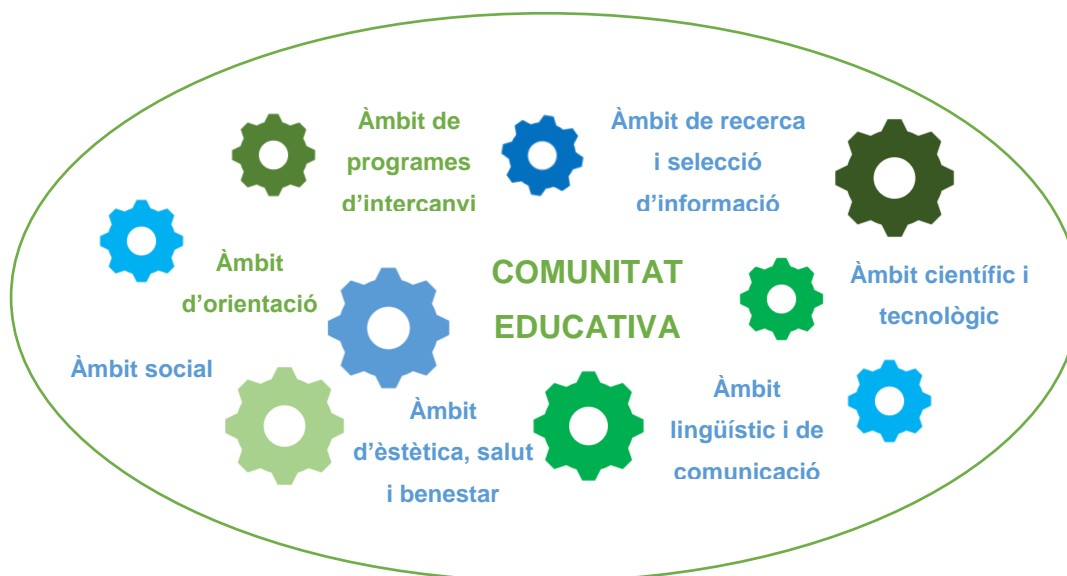 Àmbit de
programes
d'intercanvi
Àmbit de recerca
i selecció
d'informació
Àmbit
d'orientació
COMUNITAT
EDUCATIVA
Àmbit científic i
tecnològic
Àmbit social
Àmbit
d'èstètica, salut
i benestar
Àmbit
lingüístic i de
comunicació